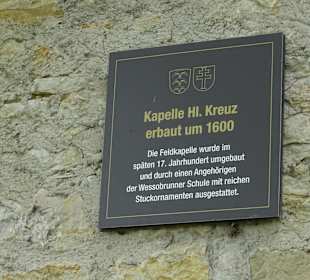 Kapelle Hl. Kreuz
erbaut um 1600
Die Feldkapelle wurde im
späten 17. Jahrhundert umgebaut
und durch einen Angehörigen
der Wessobrunner Schule mit reichen
Stuckornamenten ausgestattet.